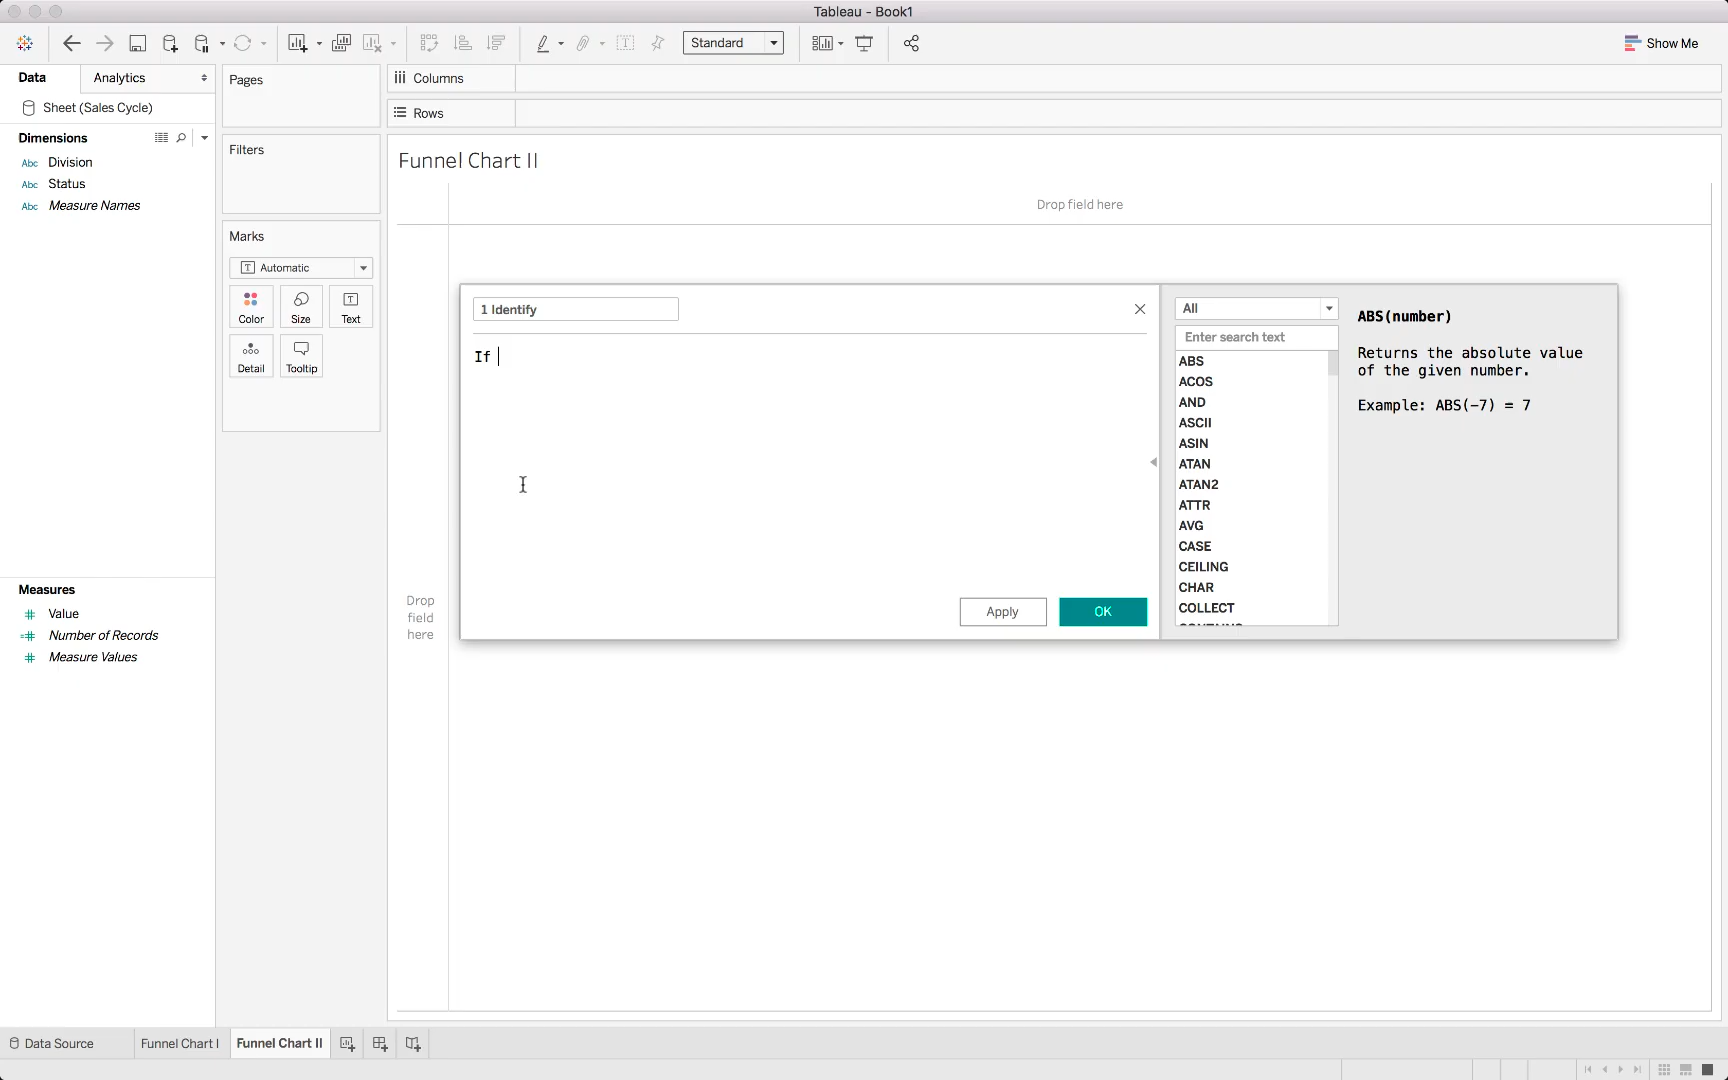 Tableau - Book1
Standard
Show Me
Data
Analytics
Sheet (Sales Cycle)
Dimensions
Abc Division
Abc Status
Abc Measure Names
Measures
# Value
=# Number of Records
# Measure Values
Pages
Filters
Marks
T Automatic
Color
Size
T Text
Detail
Tooltip
Columns
Rows
Funnel Chart II
Drop field here
Drop
field
here
1 Identify
If
Apply
OK
All
Enter search text
ABS
ACOS
AND
ASCII
ASIN
ATAN
ATAN2
ATTR
AVG
CASE
CEILING
CHAR
COLLECT
CONTAINS
ABS(number)
Returns the absolute value
of the given number.
Example: ABS(-7) = 7
Data Source
Funnel Chart I
Funnel Chart II